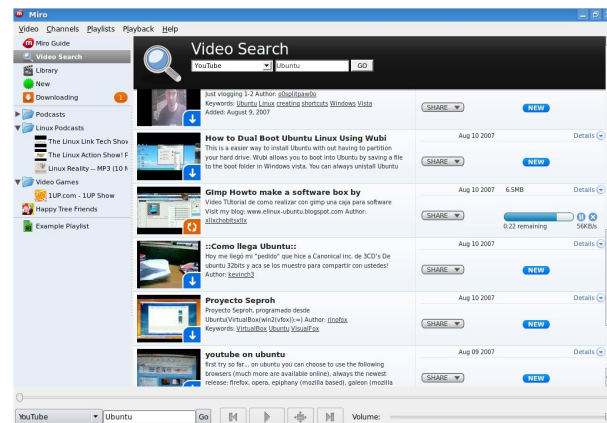 Miro
Video Channels Playlists Playback Help
Miro Guide
Video Search
Library
New
Downloading 1
Podcasts
Linux Podcasts
The Linux Link Tech Show
The Linux Action Show! F
Linux Reality -- MP3 (10 M
Video Games
1UP.com - 1UP Show
Happy Tree Friends
Example Playlist
Video Search
YouTube Ubuntu GO
Just vlogging 1-2 Author: o0splitpaw0o
Keywords: Ubuntu Linux creating shortcuts Windows Vista
Added: August 9, 2007
SHARE NEW
How to Dual Boot Ubuntu Linux Using Wubi
This is a easier way to install Ubuntu with out having to partition
your hard drive. Wubi allows you to boot into Ubuntu by saving a file
to the boot folder in Windows vista. You can always unistall Ubuntu
Aug 10 2007 Details
SHARE NEW
Gimp Howto make a software box by
Video TUtorial de como realizar con gimp una caja para software
Visit my blog: www.elinux-ubuntu.blogspot.com Author:
xllxchobitsxllx
Aug 10 2007 6.5MB Details
SHARE
0:22 remaining 56KB/s
::Como llega Ubuntu::
Hoy me llegó mi "pedido" que hice a Canonical inc. de 3CD's De
ubuntu 32bits y aca se los muestro para compartir con ustedes!
Author: kevinch3
Aug 10 2007 Details
SHARE NEW
Proyecto Seproh
Proyecto Seproh, programado desde
Ubuntu(VirtualBox(win2(vfox)):=) Author: rinofox
Keywords: VirtualBox Ubuntu VisualFox
Aug 10 2007 Details
SHARE NEW
youtube on ubuntu
first try so far... on ubuntu you can choose to use the following
browsers (much more are available online), always the newest
release: firefox, opera, epiphany (mozilla based), galeon (mozilla
Aug 09 2007 Details
SHARE NEW
YouTube Ubuntu Go Volume: